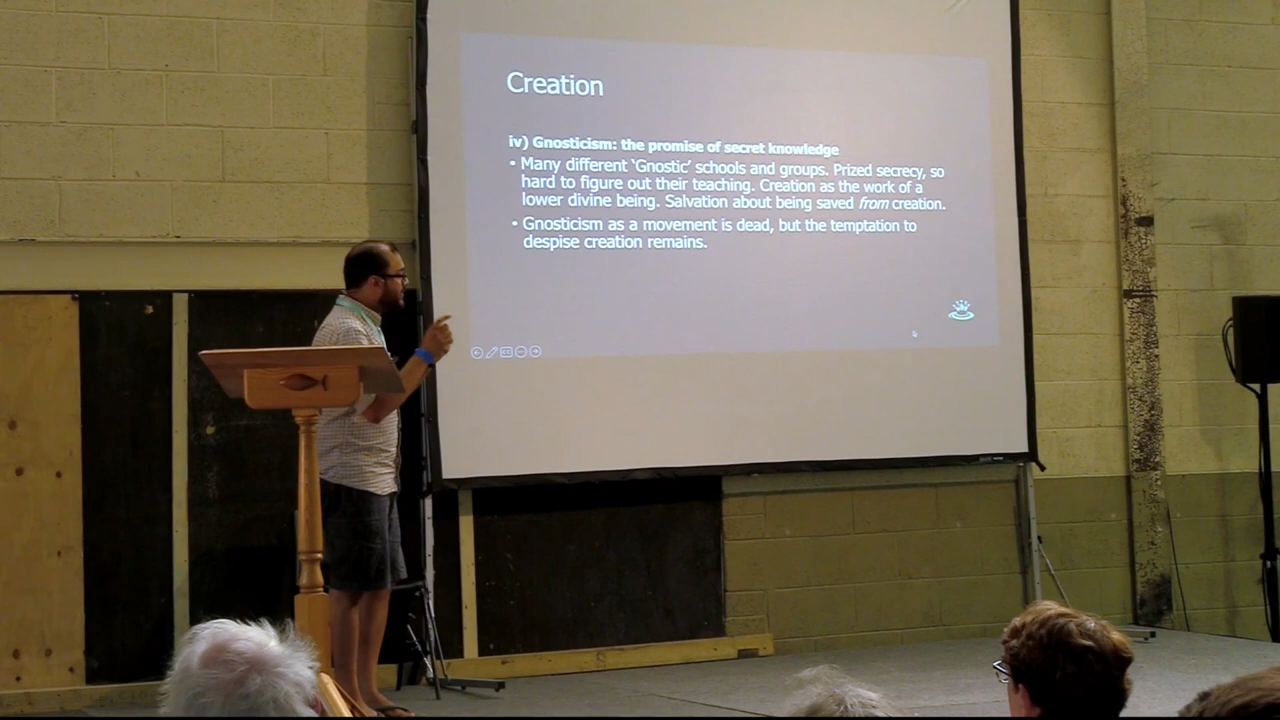 Creation
iv) Gnosticism: the promise of secret knowledge
• Many different ‘Gnostic’ schools and groups. Prized secrecy, so
hard to figure out their teaching. Creation as the work of a
lower divine being. Salvation about being saved from creation.
• Gnosticism as a movement is dead, but the temptation to
despise creation remains.